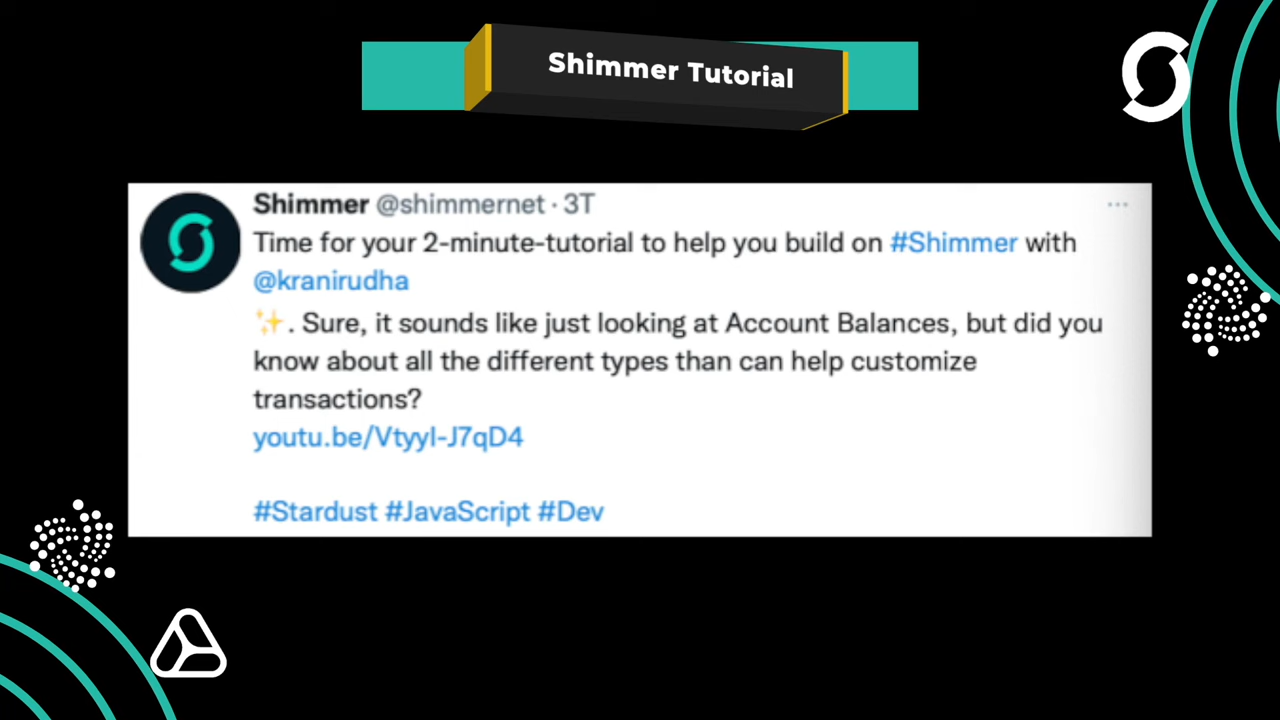 Shimmer Tutorial
Shimmer @shimmernet · 3T
Time for your 2-minute-tutorial to help you build on #Shimmer with
@kranirudha
✨. Sure, it sounds like just looking at Account Balances, but did you
know about all the different types than can help customize
transactions?
youtu.be/VtyyI-J7qD4
#Stardust #JavaScript #Dev